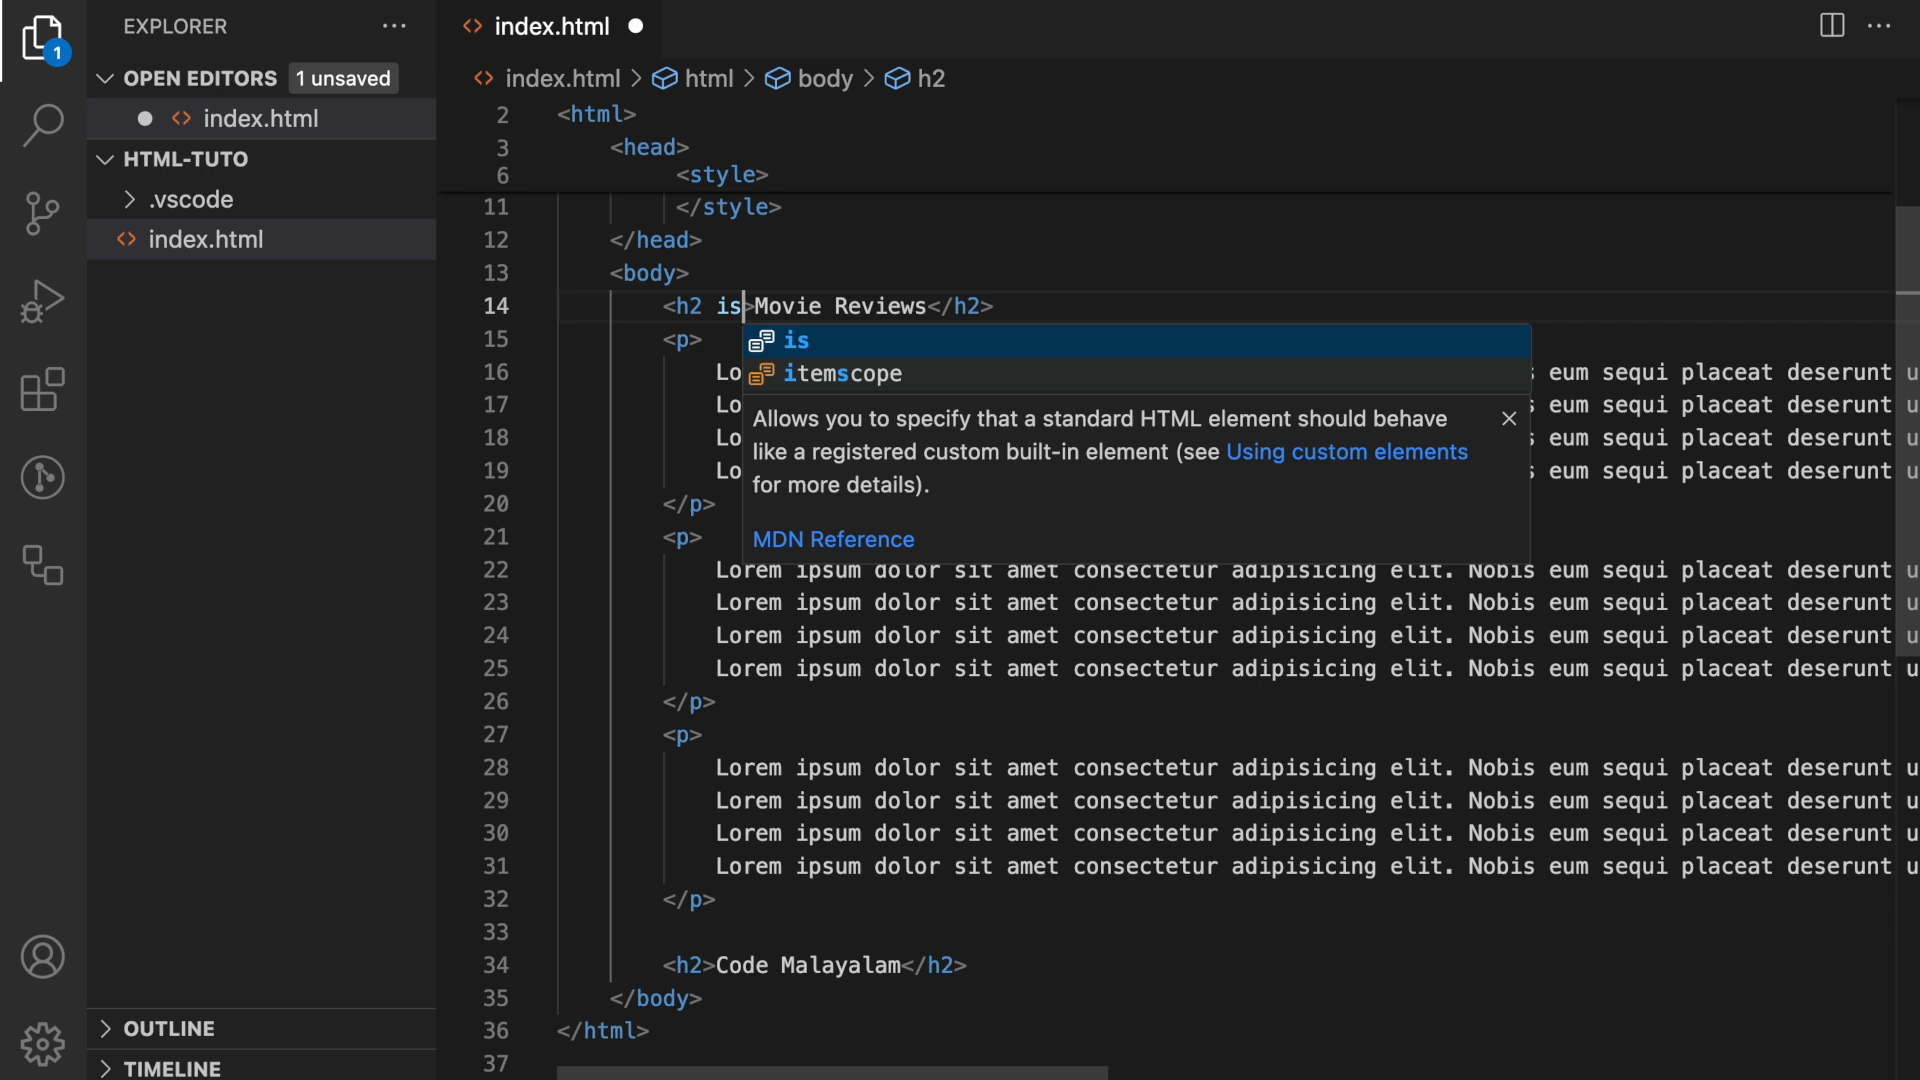 EXPLORER
index.html
1
OPEN EDITORS 1 unsaved
index.html
HTML-TUTO
.vscode
index.html
OUTLINE
TIMELINE
index.html > html > body > h2
2 <html>
3 <head>
6 <style>
11 </style>
12 </head>
13 <body>
14 <h2 is>Movie Reviews</h2>
15 <p>
is
16 Lo eum sequi placeat deserunt u
itemscope
17 Lo eum sequi placeat deserunt u
Allows you to specify that a standard HTML element should behave
18 Lo eum sequi placeat deserunt u
like a registered custom built-in element (see Using custom elements
19 Lo eum sequi placeat deserunt u
for more details).
20 </p>
21 <p>
MDN Reference
22 Lorem ipsum dolor sit amet consectetur adipisicing elit. Nobis eum sequi placeat deserunt u
23 Lorem ipsum dolor sit amet consectetur adipisicing elit. Nobis eum sequi placeat deserunt u
24 Lorem ipsum dolor sit amet consectetur adipisicing elit. Nobis eum sequi placeat deserunt u
25 Lorem ipsum dolor sit amet consectetur adipisicing elit. Nobis eum sequi placeat deserunt u
26 </p>
27 <p>
28 Lorem ipsum dolor sit amet consectetur adipisicing elit. Nobis eum sequi placeat deserunt u
29 Lorem ipsum dolor sit amet consectetur adipisicing elit. Nobis eum sequi placeat deserunt u
30 Lorem ipsum dolor sit amet consectetur adipisicing elit. Nobis eum sequi placeat deserunt u
31 Lorem ipsum dolor sit amet consectetur adipisicing elit. Nobis eum sequi placeat deserunt u
32 </p>
33
34 <h2>Code Malayalam</h2>
35 </body>
36 </html>
37